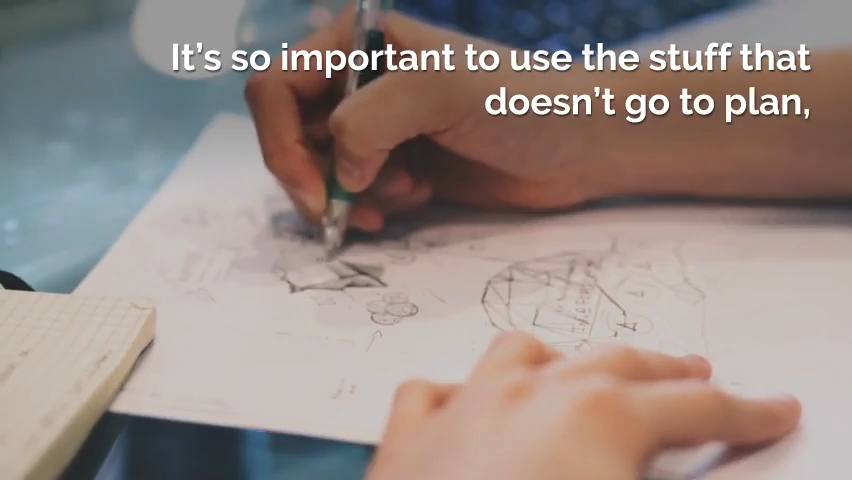 It’s so important to use the stuff that
doesn’t go to plan,